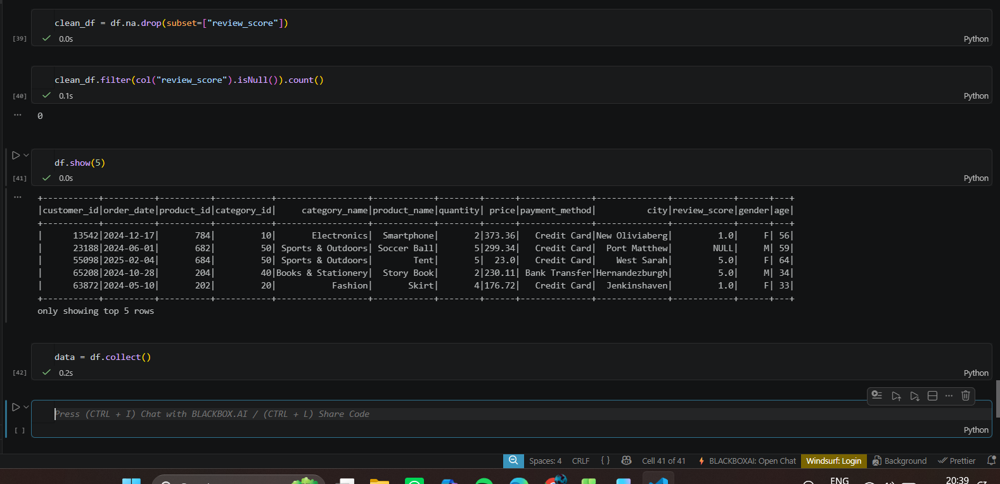 clean_df = df.na.drop(subset=["review_score"])
[39] 0.0s Python
clean_df.filter(col("review_score").isNull()).count()
[40] 0.1s Python
... 0
df.show(5)
[41] 0.0s Python
...
+-----------+----------+----------+-----------+------------------+------------+--------+------+--------------+--------------+------------+------+---+
|customer_id|order_date|product_id|category_id|     category_name|product_name|quantity| price|payment_method|          city|review_score|gender|age|
+-----------+----------+----------+-----------+------------------+------------+--------+------+--------------+--------------+------------+------+---+
|      13542|2024-12-17|       784|         10|       Electronics|  Smartphone|       2|373.36|   Credit Card|New Oliviaberg|         1.0|     F| 56|
|      23188|2024-06-01|       682|         50| Sports & Outdoors| Soccer Ball|       5|299.34|   Credit Card|  Port Matthew|        NULL|     M| 59|
|      55098|2025-02-04|       684|         50| Sports & Outdoors|        Tent|       5|  23.0|   Credit Card|    West Sarah|         5.0|     F| 64|
|      65208|2024-10-28|       204|         40|Books & Stationery|  Story Book|       2|230.11| Bank Transfer|Hernandezburgh|         5.0|     M| 34|
|      63872|2024-05-10|       202|         20|           Fashion|       Skirt|       4|176.72|   Credit Card|  Jenkinshaven|         1.0|     F| 33|
+-----------+----------+----------+-----------+------------------+------------+--------+------+--------------+--------------+------------+------+---+
only showing top 5 rows
data = df.collect()
[42] 0.2s Python
Press (CTRL + I) Chat with BLACKBOX.AI / (CTRL + L) Share Code
[ ] Python
Spaces: 4 CRLF { } Cell 41 of 41 BLACKBOXAI: Open Chat Windsurf: Login Background Prettier
ENG 20:39